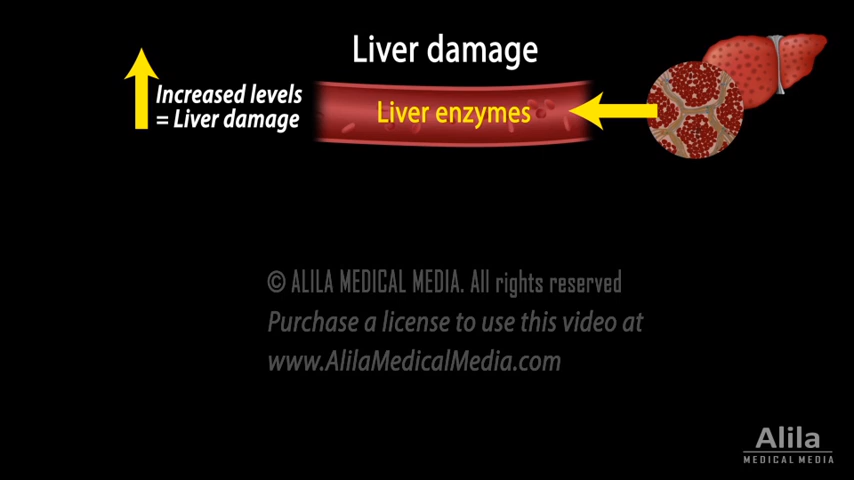 Liver damage
Increased levels
= Liver damage
Liver enzymes
© ALILA MEDICAL MEDIA. All rights reserved
Purchase a license to use this video at
www.AlilaMedicalMedia.com
Alila
MEDICAL MEDIA